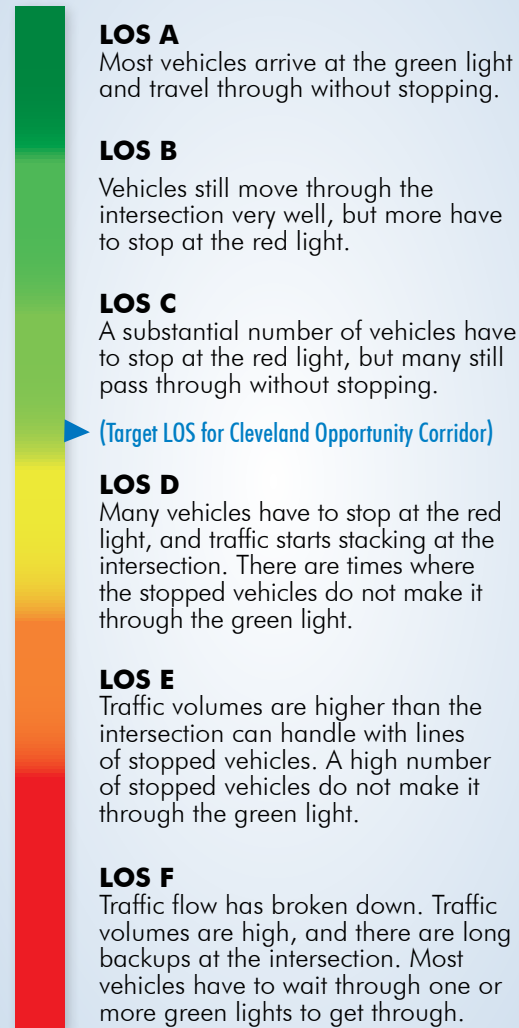 LOS A
Most vehicles arrive at the green light
and travel through without stopping.
LOS B
Vehicles still move through the
intersection very well, but more have
to stop at the red light.
LOS C
A substantial number of vehicles have
to stop at the red light, but many still
pass through without stopping.
(Target LOS for Cleveland Opportunity Corridor)
LOS D
Many vehicles have to stop at the red
light, and traffic starts stacking at the
intersection. There are times where
the stopped vehicles do not make it
through the green light.
LOS E
Traffic volumes are higher than the
intersection can handle with lines
of stopped vehicles. A high number
of stopped vehicles do not make it
through the green light.
LOS F
Traffic flow has broken down. Traffic
volumes are high, and there are long
backups at the intersection. Most
vehicles have to wait through one or
more green lights to get through.